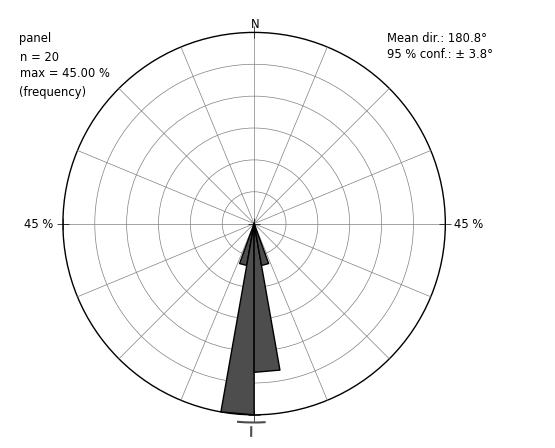 N
panel
n = 20
max = 45.00 %
(frequency)
Mean dir.: 180.8°
95 % conf.: ± 3.8°
45 %
45 %